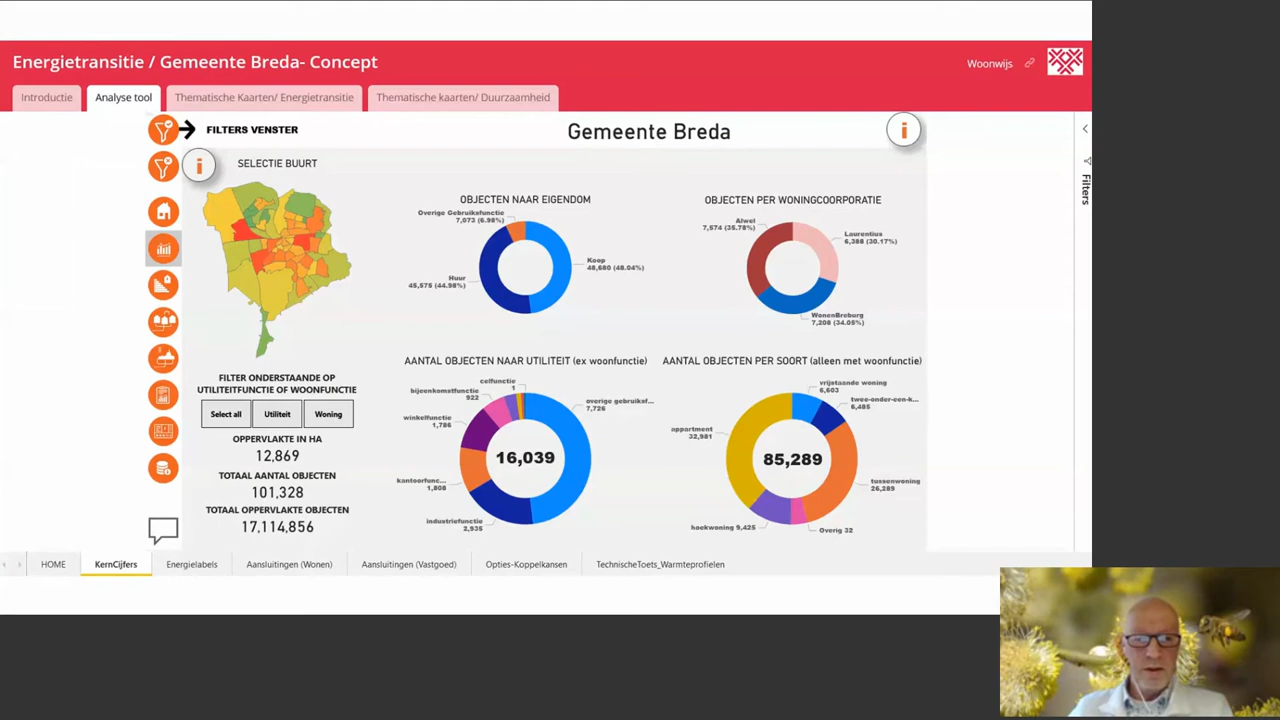 Energietransitie / Gemeente Breda- Concept
Woonwijs
Introductie
Analyse tool
Thematische Kaarten/ Energietransitie
Thematische kaarten/ Duurzaamheid
FILTERS VENSTER
Gemeente Breda
i
i
SELECTIE BUURT
Filters
OBJECTEN NAAR EIGENDOM
Overige Gebruiksfunctie
7,073 (6.98%)
Koop
48,680 (48.04%)
Huur
45,575 (44.98%)
OBJECTEN PER WONINGCOORPORATIE
Alwel
7,574 (35.78%)
Laurentius
6,388 (30.17%)
WonenBreburg
7,208 (34.05%)
FILTER ONDERSTAANDE OP
UTILITEITFUNCTIE OF WOONFUNCTIE
Select all
Utiliteit
Woning
OPPERVLAKTE IN HA
12,869
TOTAAL AANTAL OBJECTEN
101,328
TOTAAL OPPERVLAKTE OBJECTEN
17,114,856
AANTAL OBJECTEN NAAR UTILITEIT (ex woonfunctie)
celfunctie
1
bijeenkomstfunctie
922
overige gebruiksf...
7,726
winkelfunctie
1,786
16,039
kantoorfunc...
1,808
industriefunctie
2,935
AANTAL OBJECTEN PER SOORT (alleen met woonfunctie)
vrijstaande woning
6,603
twee-onder-een-k...
6,485
appartment
32,981
85,289
tussenwoning
26,289
hoekwoning 9,425
Overig 32
HOME
KernCijfers
Energielabels
Aansluitingen (Wonen)
Aansluitingen (Vastgoed)
Opties-Koppelkansen
TechnischeToets_Warmteprofielen